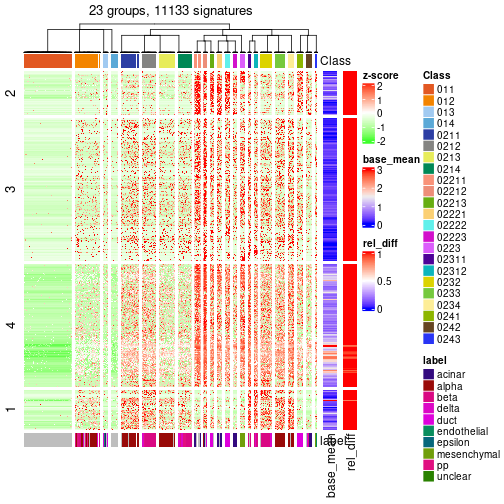 23 groups, 11133 signatures
Class
2
3
4
1
label
base_mean
rel_diff
z-score
2
1
0
-1
-2
base_mean
3
2
1
0
rel_diff
1
0.5
0
Class
011
012
013
014
0211
0212
0213
0214
02211
02212
02213
02221
02222
02223
0223
02311
02312
0232
0233
0234
0241
0242
0243
label
acinar
alpha
beta
delta
duct
endothelial
epsilon
mesenchymal
pp
unclear